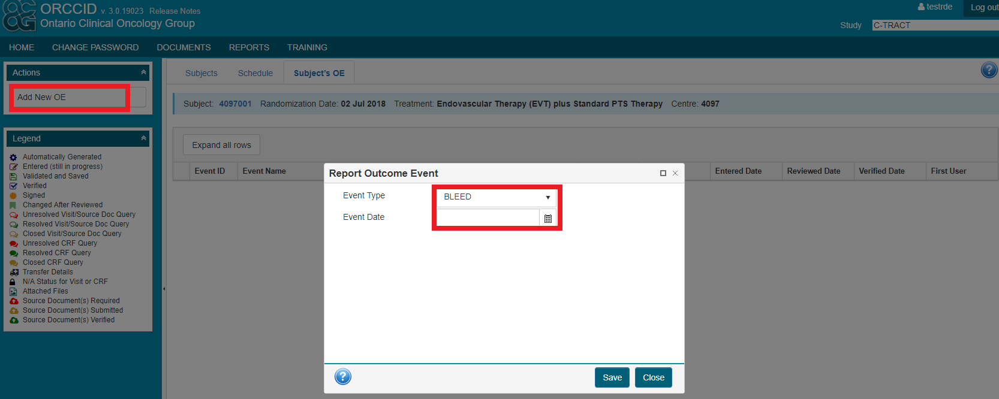 ORCCID v. 3.0.19023 Release Notes
Ontario Clinical Oncology Group
testrde
Log out
Study C-TRACT
HOME CHANGE PASSWORD DOCUMENTS REPORTS TRAINING
Actions
Add New OE
Legend
Automatically Generated
Entered (still in progress)
Validated and Saved
Verified
Signed
Changed After Reviewed
Unresolved Visit/Source Doc Query
Resolved Visit/Source Doc Query
Closed Visit/Source Doc Query
Unresolved CRF Query
Resolved CRF Query
Closed CRF Query
Transfer Details
N/A Status for Visit or CRF
Attached Files
Source Document(s) Required
Source Document(s) Submitted
Source Document(s) Verified
Subjects Schedule Subject's OE
Subject: 4097001 Randomization Date: 02 Jul 2018 Treatment: Endovascular Therapy (EVT) plus Standard PTS Therapy Centre: 4097
Expand all rows
Event ID Event Name Entered Date Reviewed Date Verified Date First User
Report Outcome Event
Event Type BLEED
Event Date
Save Close